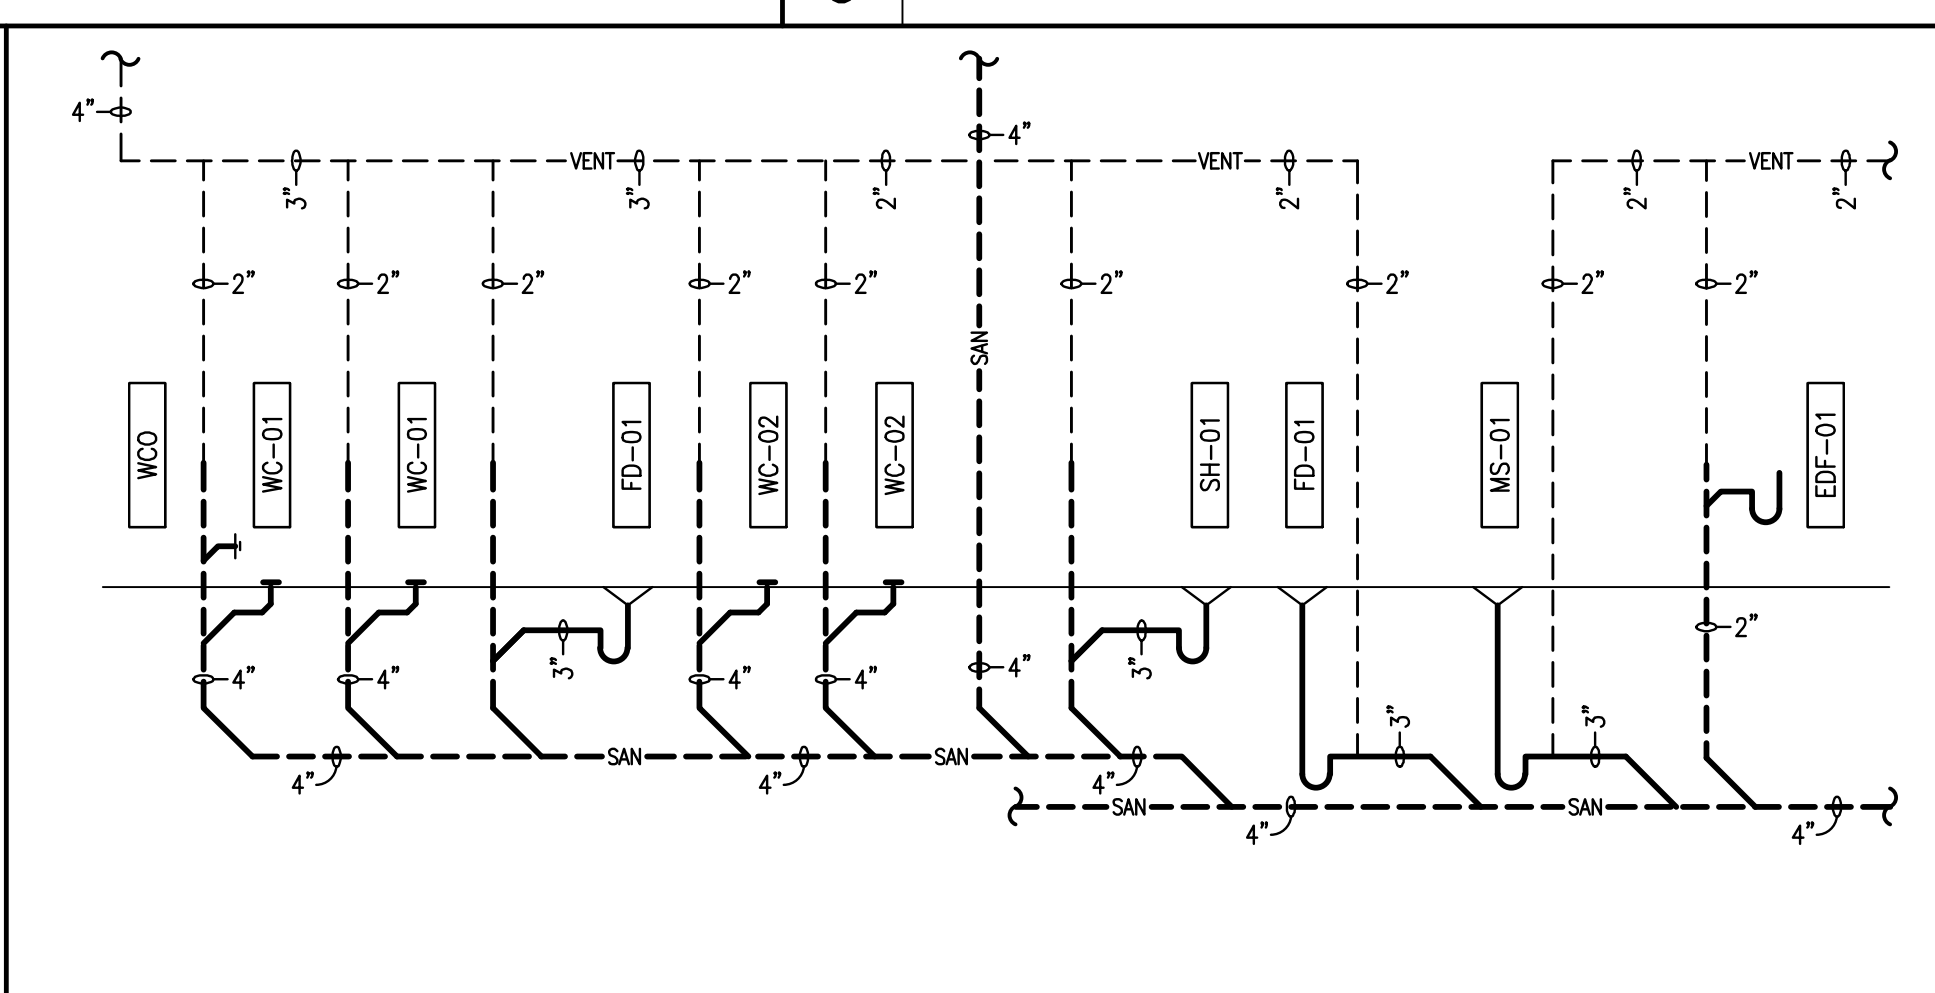 4"
4"
VENT
VENT
VENT
3"
3"
2"
2"
2"
2"
2"
2"
2"
2"
2"
2"
2"
2"
2"
SAN
WCO
WC-01
WC-01
FD-01
WC-02
WC-02
SH-01
FD-01
MS-01
EDF-01
2"
3"
3"
4"
4"
4"
4"
4"
3"
3"
SAN
SAN
4"
4"
4"
SAN
SAN
4"
4"